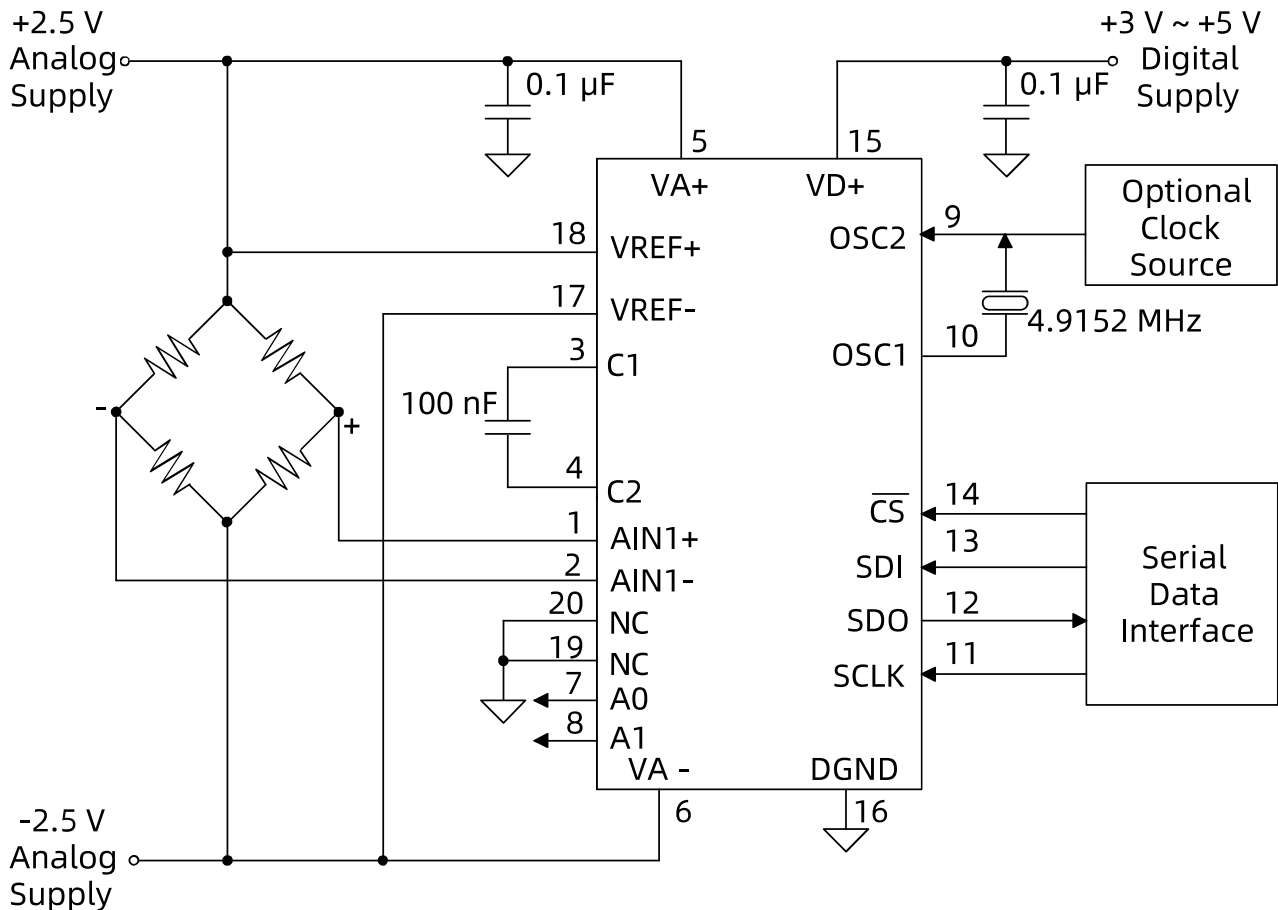 +2.5 V
Analog
Supply
0.1 µF
+3 V ~ +5 V
Digital
Supply
0.1 µF
5
15
VA+
VD+
18
VREF+
17
VREF-
3
C1
100 nF
4
C2
1
AIN1+
2
AIN1-
20
NC
19
NC
7
A0
8
A1
VA -
6
DGND
16
-
+
9
OSC2
Optional
Clock
Source
4.9152 MHz
10
OSC1
14
CS
13
SDI
12
SDO
11
SCLK
Serial
Data
Interface
-2.5 V
Analog
Supply